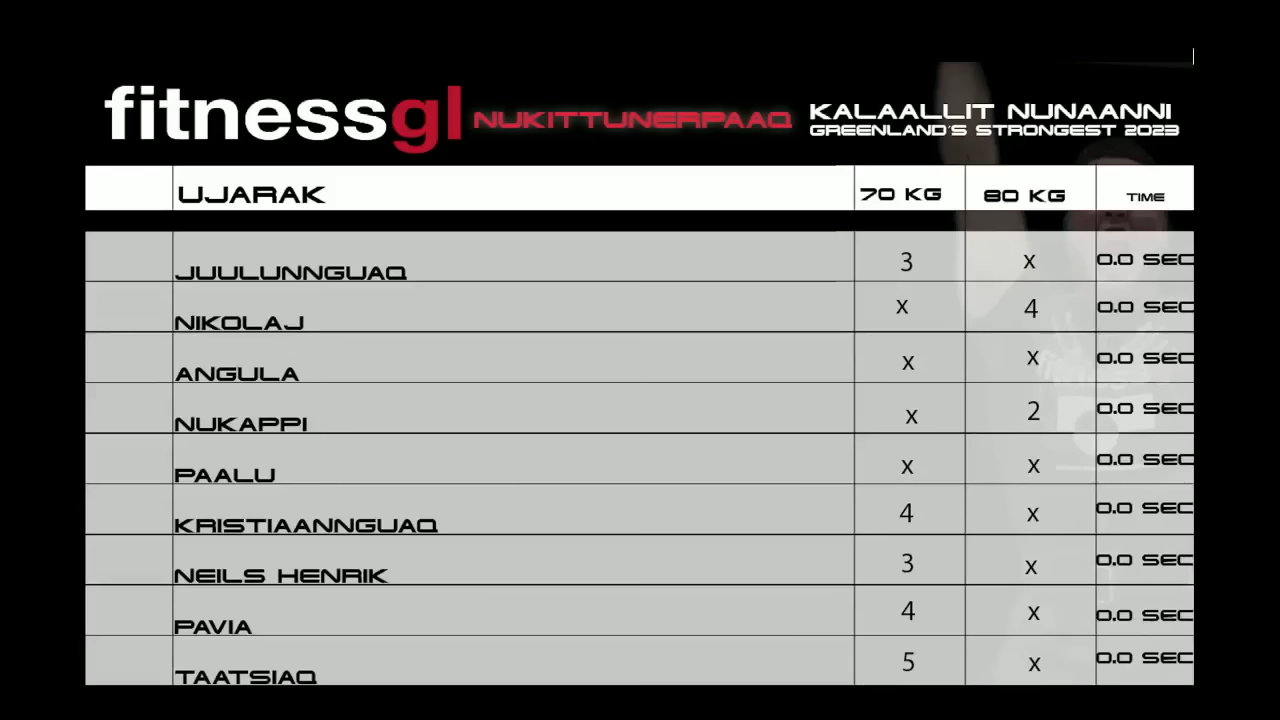 fitnessgl NUKITTUNERPAAQ KALAALLIT NUNAANNI
GREENLAND'S STRONGEST 2023
UJARAK 70 KG 80 KG TIME
JUULUNNGUAQ 3 x 0.0 SEC
NIKOLAJ x 4 0.0 SEC
ANGULA x x 0.0 SEC
NUKAPPI x 2 0.0 SEC
PAALU x x 0.0 SEC
KRISTIAANNGUAQ 4 x 0.0 SEC
NEILS HENRIK 3 x 0.0 SEC
PAVIA 4 x 0.0 SEC
TAATSIAQ 5 x 0.0 SEC